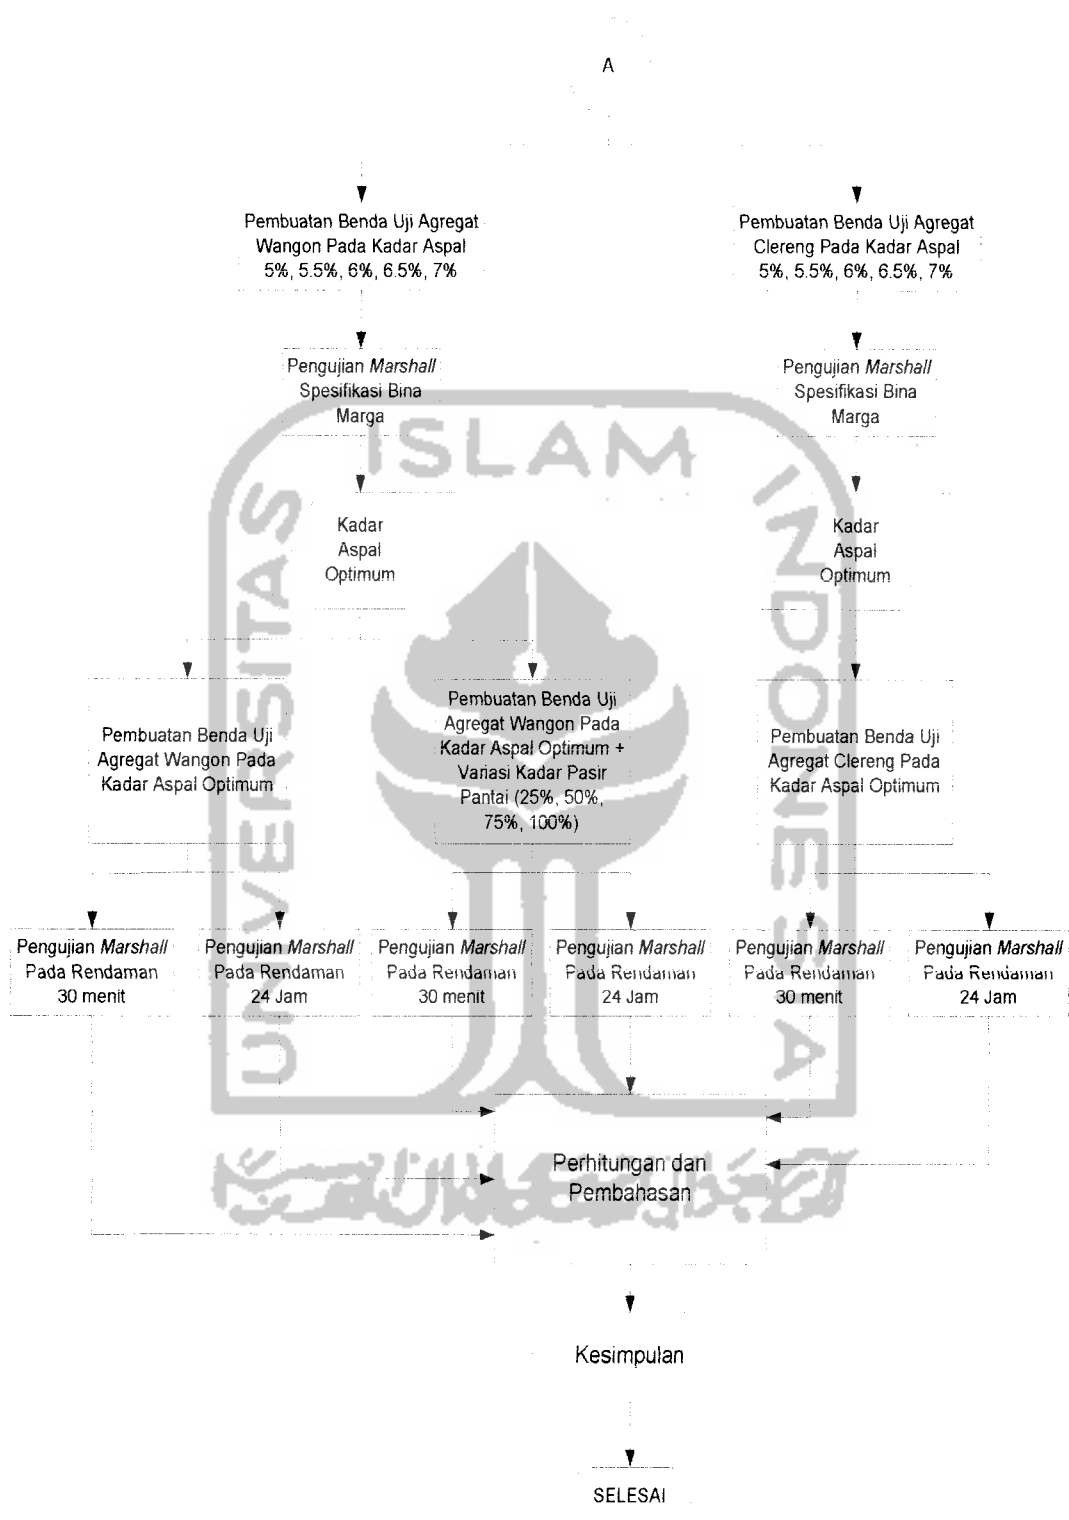 A
Pembuatan Benda Uji Agregat
Wangon Pada Kadar Aspal
5%, 5.5%, 6%, 6.5%, 7%
Pembuatan Benda Uji Agregat
Clereng Pada Kadar Aspal
5%, 5.5%, 6%, 6.5%, 7%
Pengujian Marshall
Spesifikasi Bina
Marga
Pengujian Marshall
Spesifikasi Bina
Marga
Kadar
Aspal
Optimum
Kadar
Aspal
Optimum
Pembuatan Benda Uji
Agregat Wangon Pada
Kadar Aspal Optimum
Pembuatan Benda Uji
Agregat Wangon Pada
Kadar Aspal Optimum +
Variasi Kadar Pasir
Pantai (25%, 50%,
75%, 100%)
Pembuatan Benda Uji
Agregat Clereng Pada
Kadar Aspal Optimum
Pengujian Marshall
Pada Rendaman
30 menit
Pengujian Marshall
Pada Rendaman
24 Jam
Pengujian Marshall
Pada Rendaman
30 menit
Pengujian Marshall
Pada Rendaman
24 Jam
Pengujian Marshall
Pada Rendaman
30 menit
Pengujian Marshall
Pada Rendaman
24 Jam
Perhitungan dan
Pembahasan
Kesimpulan
SELESAI
UNIVERSITAS
ISLAM
INDONESIA